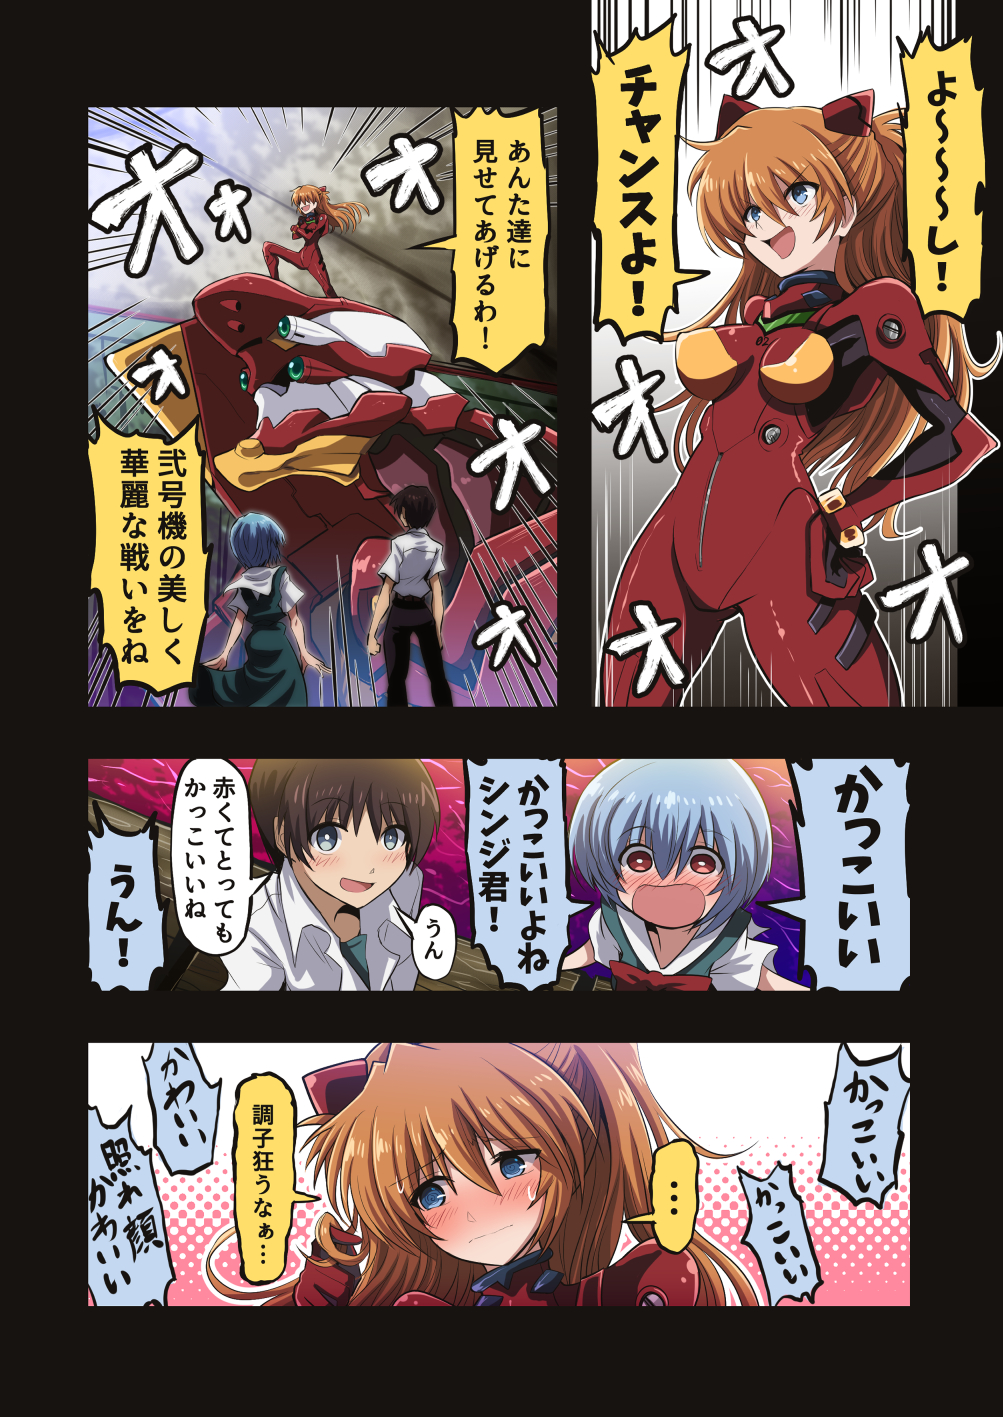 よ～～～～し！
チャンスよ！
オ
オ
オ
オ
あんた達に
見せてあげるわ！
オ
オ
オ
オ
オ
オ
弐号機の美しく
華麗な戦いをね
かっこいい
かっこいいよね
シンジ君！
うん
赤くてとっても
かっこいいね
うん！
かっこいい
かっこいい
…
調子狂うなぁ…
かわいい
照れ顔
かわいい
02